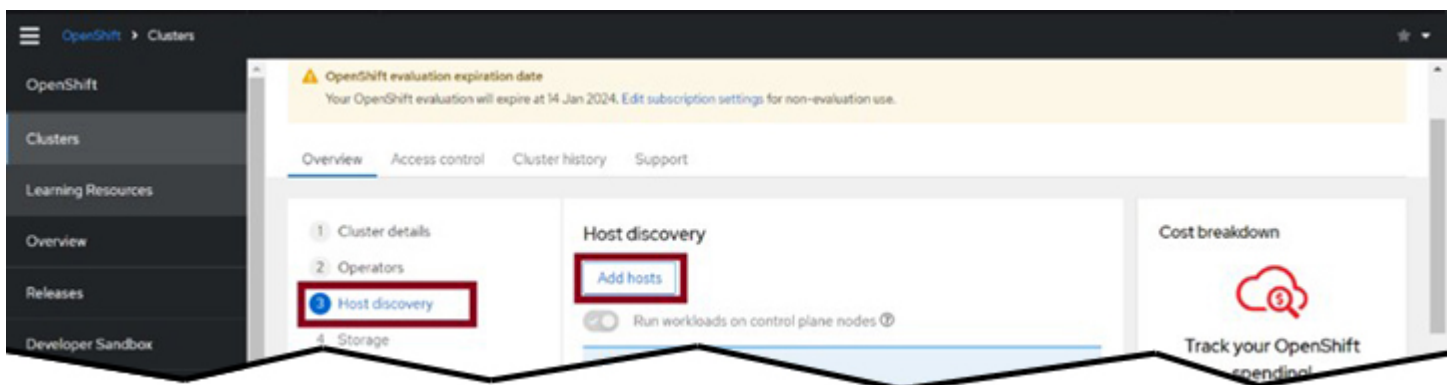 OpenShift > Clusters
OpenShift
Clusters
Learning Resources
Overview
Releases
Developer Sandbox
OpenShift evaluation expiration date
Your OpenShift evaluation will expire at 14 Jan 2024. Edit subscription settings for non-evaluation use.
Overview Access control Cluster history Support
1 Cluster details
2 Operators
3 Host discovery
4 Storage
Host discovery
Add hosts
Run workloads on control plane nodes
Cost breakdown
Track your OpenShift
spending!